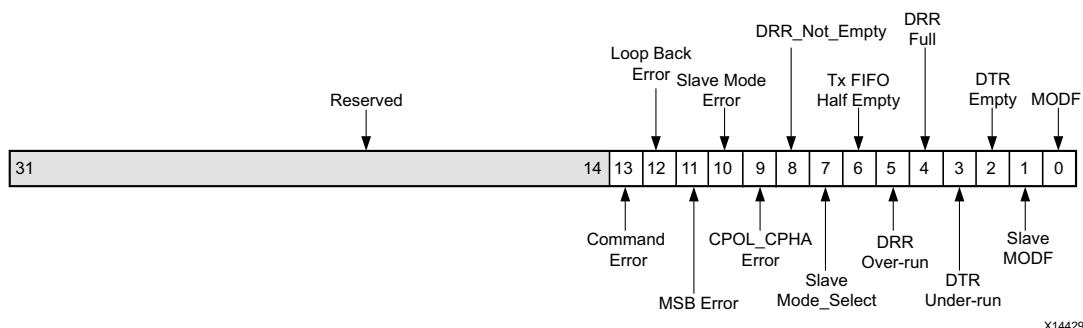 DRR
Full
DRR_Not_Empty
Loop Back
Error
Slave Mode
Error
Tx FIFO
Half Empty
DTR
Empty
MODF
Reserved
31 14 13 12 11 10 9 8 7 6 5 4 3 2 1 0
Command
Error
CPOL_CPHA
Error
DRR
Over-run
Slave
MODF
MSB Error
Slave
Mode_Select
DTR
Under-run
X14429